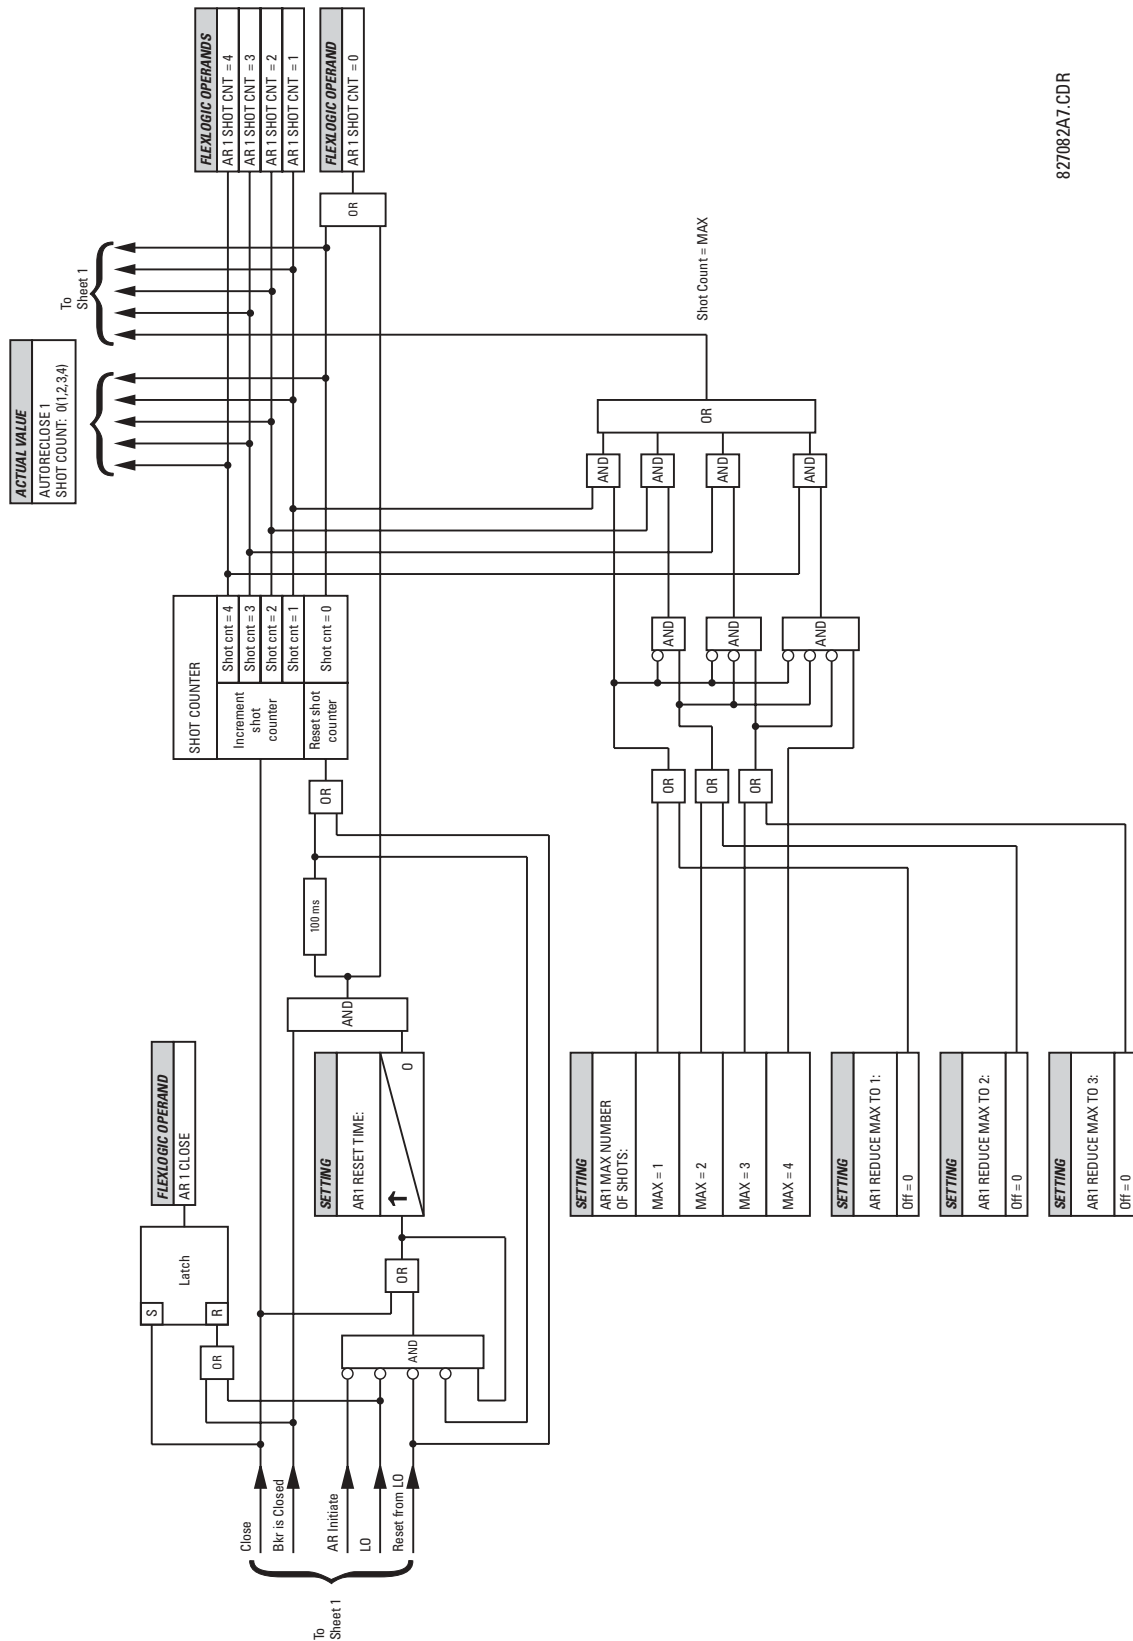 ACTUAL VALUE
AUTORECLOSE 1
SHOT COUNT: 0(1,2,3,4)
To
Sheet 1
FLEXLOGIC OPERANDS
AR 1 SHOT CNT = 4
AR 1 SHOT CNT = 3
AR 1 SHOT CNT = 2
AR 1 SHOT CNT = 1
FLEXLOGIC OPERAND
AR 1 SHOT CNT = 0
OR
FLEXLOGIC OPERAND
AR 1 CLOSE
Latch
S
R
OR
SHOT COUNTER
Increment
shot
counter
Reset shot
counter
Shot cnt = 4
Shot cnt = 3
Shot cnt = 2
Shot cnt = 1
Shot cnt = 0
OR
100 ms
AND
SETTING
AR1 RESET TIME:
0
OR
AND
Close
Bkr is Closed
AR Initiate
LO
Reset from LO
To
Sheet 1
Shot Count = MAX
OR
AND
AND
AND
AND
AND
AND
AND
OR
OR
OR
SETTING
AR1 MAX NUMBER
OF SHOTS:
MAX = 1
MAX = 2
MAX = 3
MAX = 4
SETTING
AR1 REDUCE MAX TO 1:
Off = 0
SETTING
AR1 REDUCE MAX TO 2:
Off = 0
SETTING
AR1 REDUCE MAX TO 3:
Off = 0
827082A7.CDR